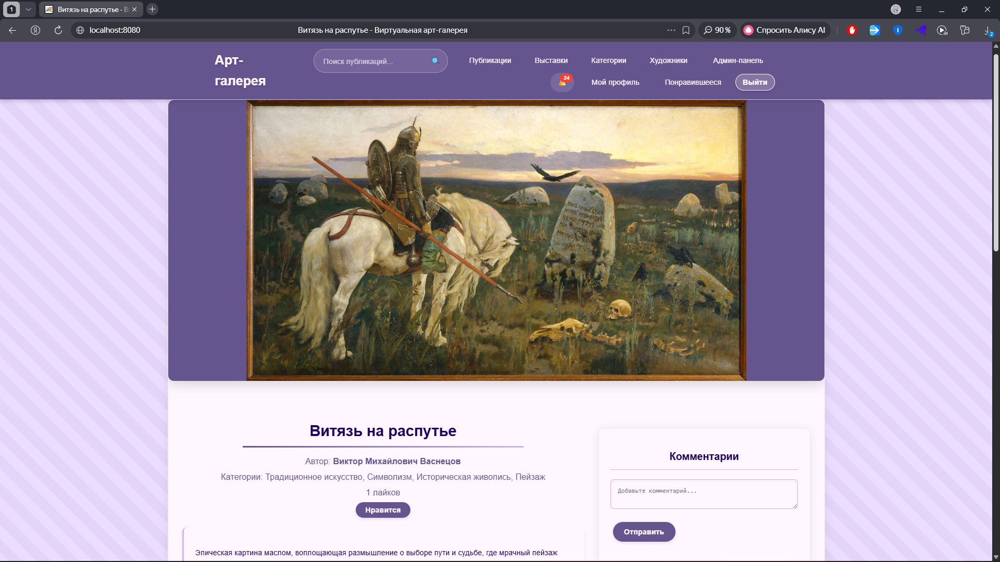 1
Витязь на распутье - В
localhost:8080
Витязь на распутье - Виртуальная арт-галерея
90 %
Спросить Алису AI
2
Арт-
галерея
Поиск публикаций...
Публикации
Выставки
Категории
Художники
Админ-панель
24
Мой профиль
Понравившееся
Выйти
Витязь на распутье
Автор: Виктор Михайлович Васнецов
Категории: Традиционное искусство, Символизм, Историческая живопись, Пейзаж
1 лайков
Нравится
Эпическая картина маслом, воплощающая размышление о выборе пути и судьбе, где мрачный пейзаж
Комментарии
Добавьте комментарий...
Отправить